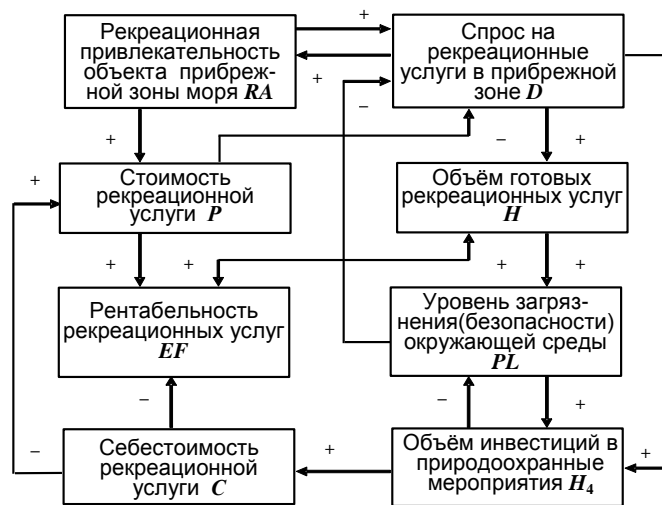 Рекреационная
привлекательность
объекта прибреж-
ной зоны моря RA
+
+
Спрос на
рекреационные
услуги в прибрежной
зоне D
−
+
−
+
+
Стоимость
рекреационной
услуги P
Объём готовых
рекреационных услуг
H
+
+
+
+
Рентабельность
рекреационных услуг
EF
Уровень загряз-
нения(безопасности)
окружающей среды
PL
−
−
+
−
Себестоимость
рекреационной
услуги C
+
Объём инвестиций в
природоохранные
мероприятия H4
+